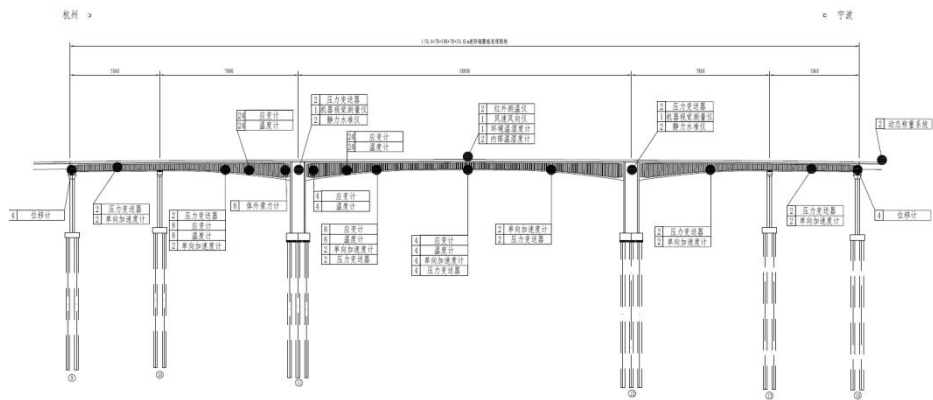 杭州
宁波
5060
7000
18000
7000
5060
2 压力变送器
1 机器视觉测量仪
2 静力水准仪
24 应变计
24 温度计
24 应变计
24 温度计
2 红外测温仪
1 风速风向仪
1 环境温湿度计
2 内部温湿度计
2 压力变送器
1 机器视觉测量仪
2 静力水准仪
2 动态称重系统
4 位移计
2 压力变送器
2 单向加速度计
2 压力变送器
8 应变计
8 温度计
2 单向加速度计
8 体外索力计
4 应变计
4 温度计
8 应变计
8 温度计
2 单向加速度计
2 压力变送器
4 应变计
4 温度计
4 单向加速度计
4 压力变送器
2 单向加速度计
2 压力变送器
2 压力变送器
2 单向加速度计
2 压力变送器
2 单向加速度计
4 位移计